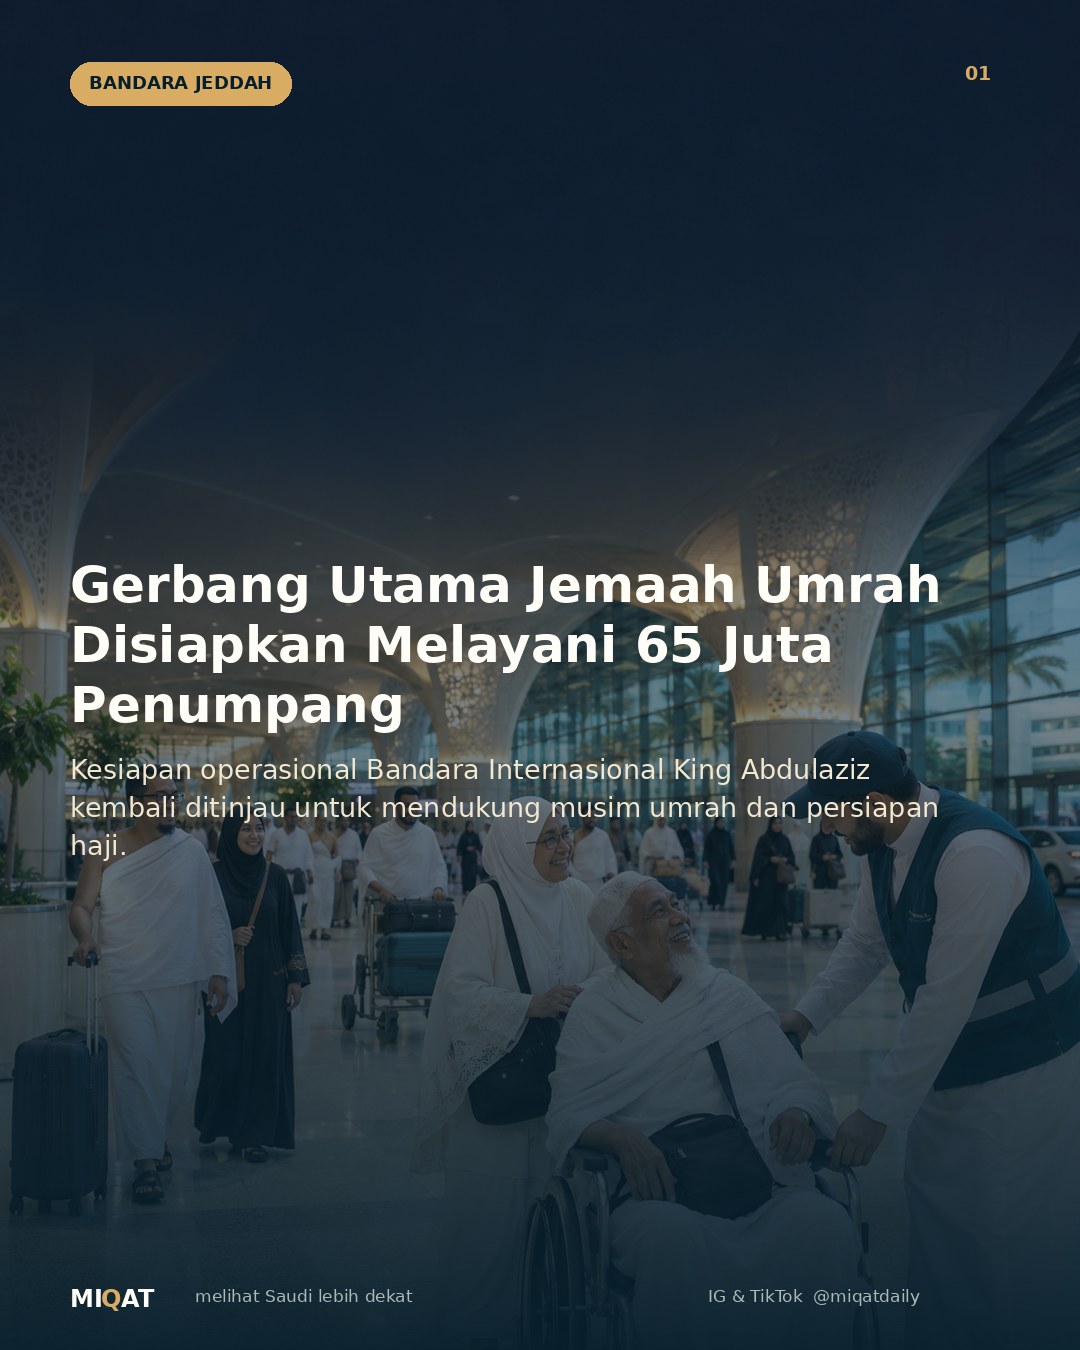 BANDARA JEDDAH
01
Gerbang Utama Jemaah Umrah
Disiapkan Melayani 65 Juta
Penumpang
Kesiapan operasional Bandara Internasional King Abdulaziz
kembali ditinjau untuk mendukung musim umrah dan persiapan
haji.
MIQAT melihat Saudi lebih dekat IG & TikTok @miqatdaily